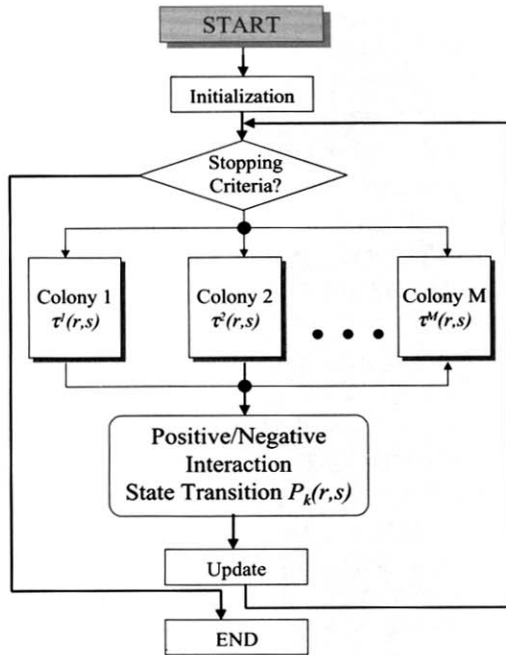 START
Initialization
Stopping
Criteria?
Colony 1
τ¹(r,s)
Colony 2
τ²(r,s)
• • •
Colony M
τᴹ(r,s)
Positive/Negative
Interaction
State Transition Pₖ(r,s)
Update
END